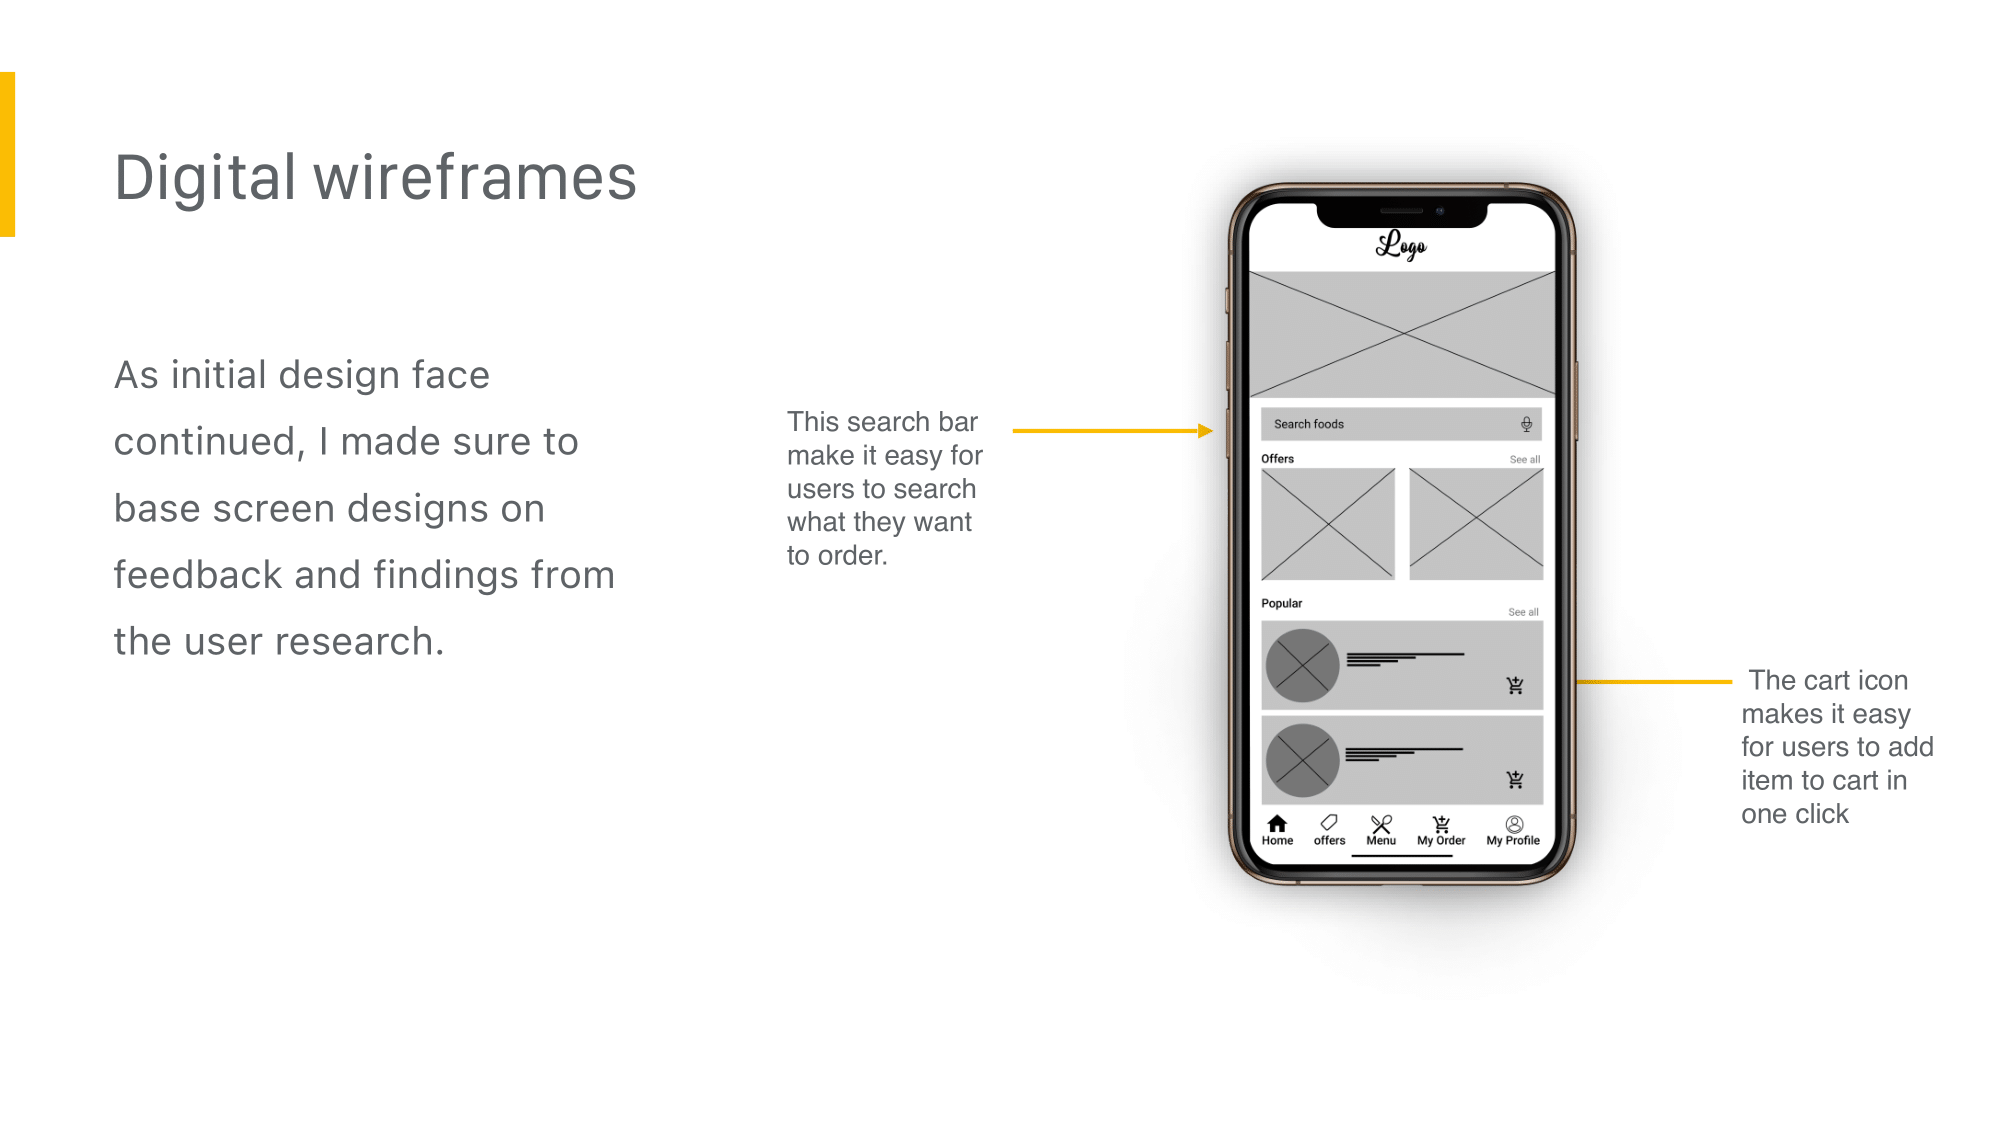 Digital wireframes
As initial design face
continued, I made sure to
base screen designs on
feedback and findings from
the user research.
This search bar
make it easy for
users to search
what they want
to order.
Logo
Search foods
Offers See all
Popular See all
Home offers Menu My Order My Profile
The cart icon
makes it easy
for users to add
item to cart in
one click